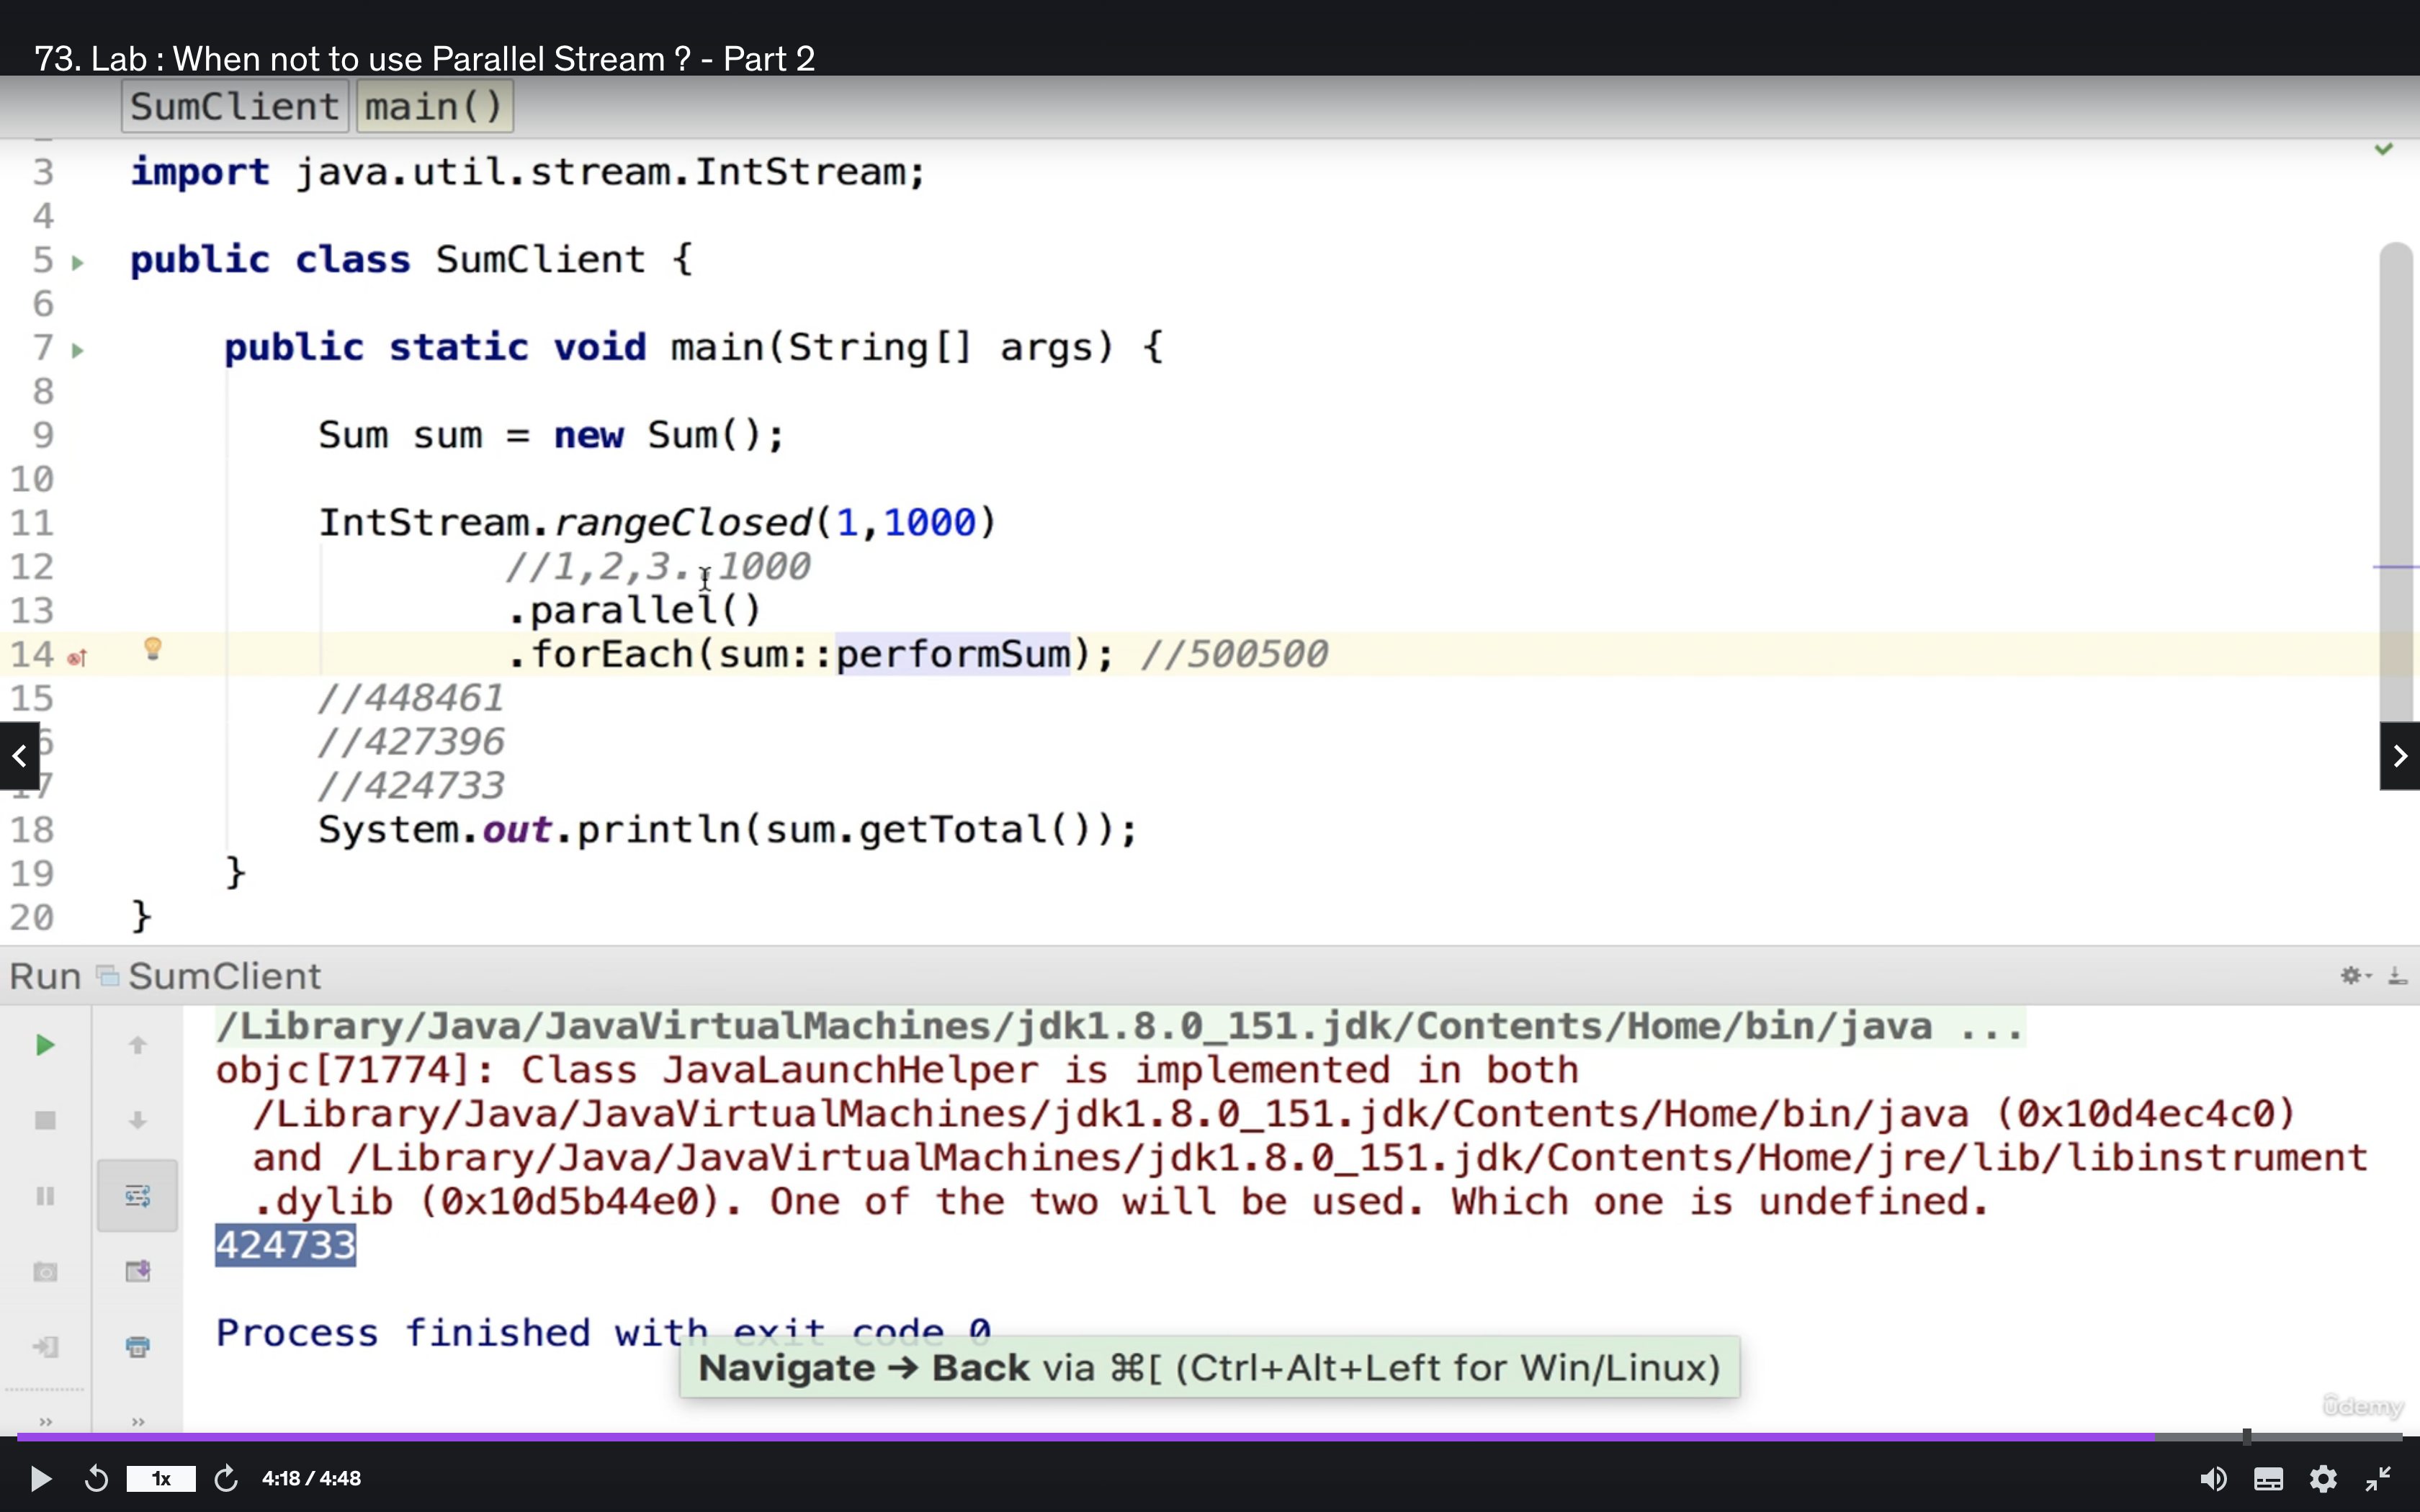 73. Lab : When not to use Parallel Stream ? - Part 2
SumClient main()
3 import java.util.stream.IntStream;
4
5 public class SumClient {
6
7 public static void main(String[] args) {
8
9 Sum sum = new Sum();
10
11 IntStream.rangeClosed(1,1000)
12 //1,2,3..1000
13 .parallel()
14 .forEach(sum::performSum); //500500
15 //448461
6 //427396
17 //424733
18 System.out.println(sum.getTotal());
19 }
20 }
Run SumClient
/Library/Java/JavaVirtualMachines/jdk1.8.0_151.jdk/Contents/Home/bin/java ...
objc[71774]: Class JavaLaunchHelper is implemented in both
/Library/Java/JavaVirtualMachines/jdk1.8.0_151.jdk/Contents/Home/bin/java (0x10d4ec4c0)
and /Library/Java/JavaVirtualMachines/jdk1.8.0_151.jdk/Contents/Home/jre/lib/libinstrument
.dylib (0x10d5b44e0). One of the two will be used. Which one is undefined.
424733
Process finished with exit code 0
Navigate → Back via ⌘[ (Ctrl+Alt+Left for Win/Linux)
ûdemy
1x 4:18 / 4:48